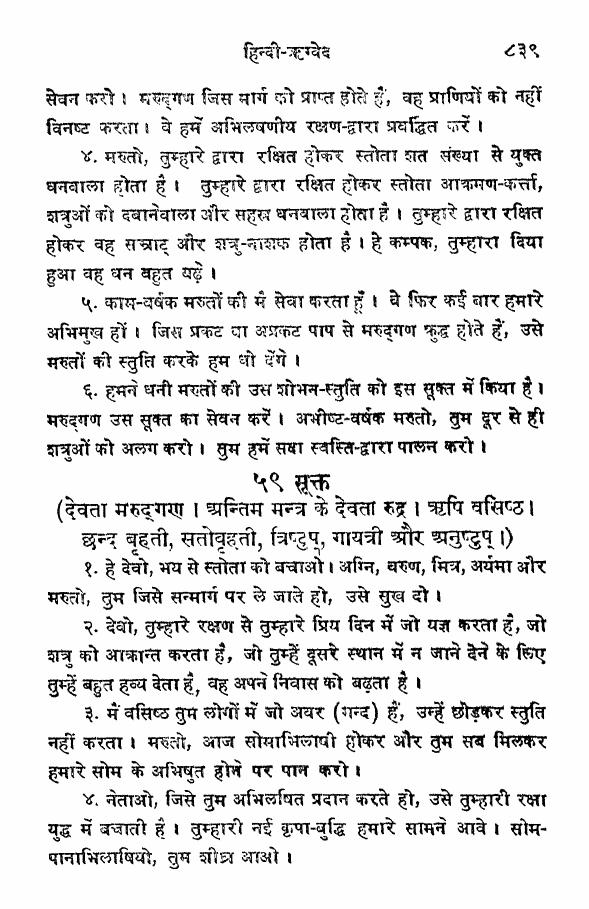 हिन्दी-ऋग्वेद ८३९
सेवन करो। मरुद्गण जिस मार्ग को प्राप्त होते हैं, वह प्राणियों को नहीं
विनष्ट करता। वे हमें अभिलषणीय रक्षण-द्वारा प्रवर्द्धित करें।
४. मरुतो, तुम्हारे द्वारा रक्षित होकर स्तोता शत संख्या से युक्त
धनवाला होता है। तुम्हारे द्वारा रक्षित होकर स्तोता आक्रमण-कर्त्ता,
शत्रुओं को दबानेवाला और सहस्र धनवाला होता है। तुम्हारे द्वारा रक्षित
होकर वह सम्राट् और शत्रु-नाशक होता है। हे कम्पक, तुम्हारा दिया
हुआ वह धन बहुत बढ़े।
५. काम-वर्षक मरुतों की मैं सेवा करता हूँ। वे फिर कई बार हमारे
अभिमुख हों। जिस प्रकट वा अप्रकट पाप से मरुद्गण क्रुद्ध होते हैं, उसे
मरुतों की स्तुति करके हम धो देंगे।
६. हमने धनी मरुतों की उस शोभन-स्तुति को इस सूक्त में किया है।
मरुद्गण उस सूक्त का सेवन करें। अभीष्ट-वर्षक मरुतो, तुम दूर से ही
शत्रुओं को अलग करो। तुम हमें सदा स्वस्ति-द्वारा पालन करो।
५९ सूक्त
(देवता मरुद्गण। अन्तिम मन्त्र के देवता रुद्र। ऋषि वसिष्ठ।
छन्द बृहती, सतोबृहती, त्रिष्टुप्, गायत्री और अनुष्टुप्।)
१. हे देवो, भय से स्तोता को बचाओ। अग्नि, वरुण, मित्र, अर्यमा और
मरुतो, तुम जिसे सन्मार्ग पर ले जाते हो, उसे सुख दो।
२. देवो, तुम्हारे रक्षण से तुम्हारे प्रिय दिन में जो यज्ञ करता है, जो
शत्रु को आक्रान्त करता है, जो तुम्हें दूसरे स्थान में न जाने देने के लिए
तुम्हें बहुत हव्य देता है, वह अपने निवास को बढ़ता है।
३. मैं वसिष्ठ तुम लोगों में जो अवर (मन्द) हैं, उन्हें छोड़कर स्तुति
नहीं करता। मरुतो, आज सोमाभिलाषी होकर और तुम सब मिलकर
हमारे सोम के अभिषुत होने पर पान करो।
४. नेताओ, जिसे तुम अभिलषित प्रदान करते हो, उसे तुम्हारी रक्षा
युद्ध में बचाती है। तुम्हारी नई कृपा-बुद्धि हमारे सामने आवे। सोम-
पानाभिलाषियो, तुम शीघ्र आओ।